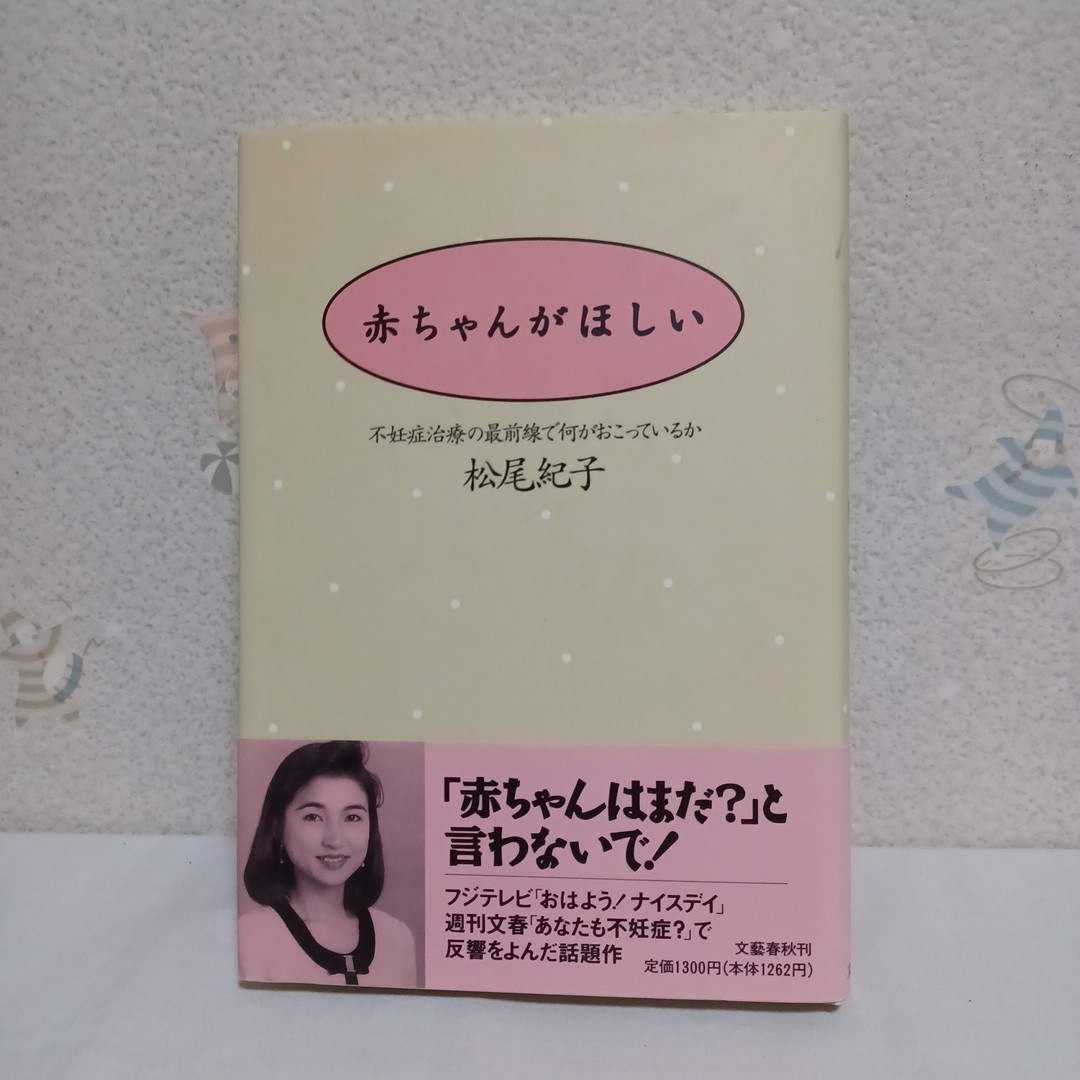 赤ちゃんがほしい
不妊症治療の最前線で何がおこっているか
松尾紀子
「赤ちゃんはまだ?」と
言わないで!
フジテレビ「おはよう!ナイスデイ」
週刊文春「あなたも不妊症?」で
反響をよんだ話題作
文藝春秋刊
定価1300円(本体1262円)